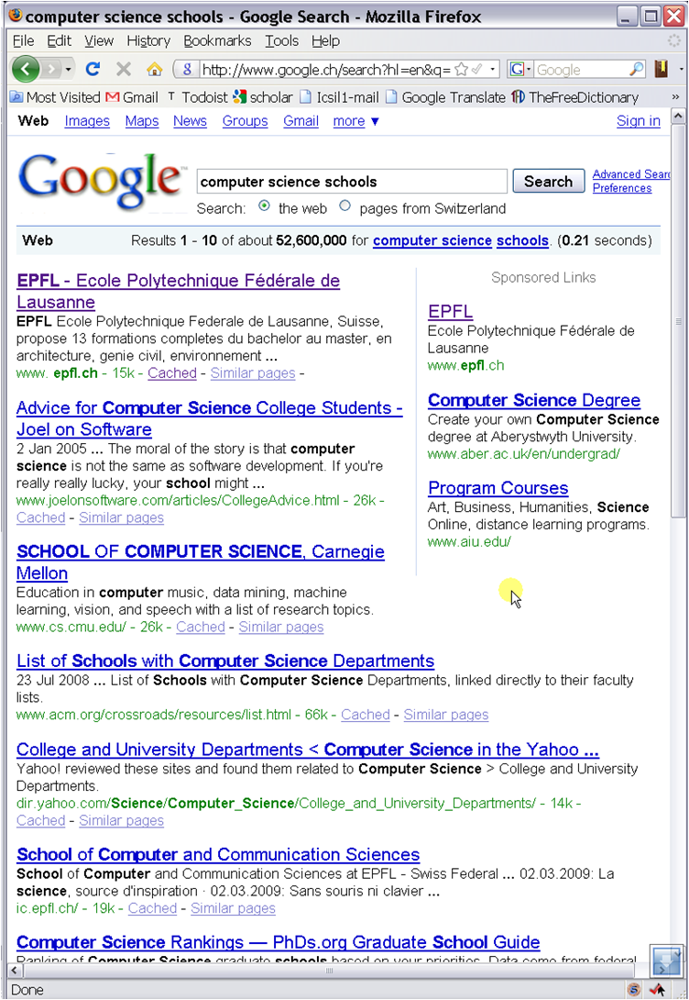 computer science schools - Google Search - Mozilla Firefox
File Edit View History Bookmarks Tools Help
http://www.google.ch/search?hl=en&q= Google
Most Visited Gmail Todoist scholar Icsil1-mail Google Translate TheFreeDictionary »
Web Images Maps News Groups Gmail more ▼ Sign in
Google
computer science schools Search
Advanced Sear
Preferences
Search: the web pages from Switzerland
Web Results 1 - 10 of about 52,600,000 for computer science schools. (0.21 seconds)
EPFL - Ecole Polytechnique Fédérale de
Lausanne
EPFL Ecole Polytechnique Federale de Lausanne, Suisse,
propose 13 formations completes du bachelor au master, en
architecture, genie civil, environnement ...
www. epfl.ch - 15k - Cached - Similar pages -
Advice for Computer Science College Students -
Joel on Software
2 Jan 2005 ... The moral of the story is that computer
science is not the same as software development. If you're
really really lucky, your school might ...
www.joelonsoftware.com/articles/CollegeAdvice.html - 26k -
Cached - Similar pages
SCHOOL OF COMPUTER SCIENCE, Carnegie
Mellon
Education in computer music, data mining, machine
learning, vision, and speech with a list of research topics.
www.cs.cmu.edu/ - 26k - Cached - Similar pages
Sponsored Links
EPFL
Ecole Polytechnique Fédérale de
Lausanne
www.epfl.ch
Computer Science Degree
Create your own Computer Science
degree at Aberystwyth University.
www.aber.ac.uk/en/undergrad/
Program Courses
Art, Business, Humanities, Science
Online, distance learning programs.
www.aiu.edu/
List of Schools with Computer Science Departments
23 Jul 2008 ... List of Schools with Computer Science Departments, linked directly to their faculty
lists.
www.acm.org/crossroads/resources/list.html - 66k - Cached - Similar pages
College and University Departments < Computer Science in the Yahoo ...
Yahoo! reviewed these sites and found them related to Computer Science > College and University
Departments.
dir.yahoo.com/Science/Computer_Science/College_and_University_Departments/ - 14k -
Cached - Similar pages
School of Computer and Communication Sciences
School of Computer and Communication Sciences at EPFL - Swiss Federal ... 02.03.2009: La
science, source d'inspiration · 02.03.2009: Sans souris ni clavier ...
ic.epfl.ch/ - 19k - Cached - Similar pages
Computer Science Rankings — PhDs.org Graduate School Guide
Ranking of Computer Science graduate schools based on your priorities. Data come from federal
Done